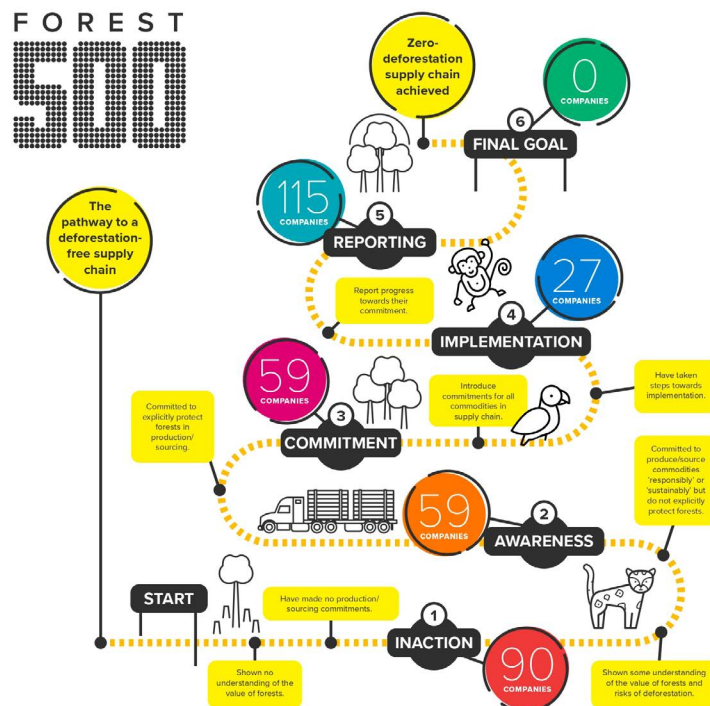 FOREST
500
Zero-
deforestation
supply chain
achieved
0
COMPANIES
6
FINAL GOAL
The
pathway to a
deforestation-
free supply
chain
115
COMPANIES
5
REPORTING
Report progress
towards their
commitment.
27
COMPANIES
4
IMPLEMENTATION
Have taken
steps towards
implementation.
Introduce
commitments for all
commodities in
supply chain.
59
COMPANIES
3
COMMITMENT
Committed to
explicitly protect
forests in
production/
sourcing.
Committed to
produce/source
commodities
'responsibly' or
'sustainably' but
do not explicitly
protect forests.
59
COMPANIES
2
AWARENESS
START
Have made no production/
sourcing commitments.
1
INACTION
90
COMPANIES
Shown no
understanding of the
value of forests.
Shown some understanding
of the value of forests and
risks of deforestation.